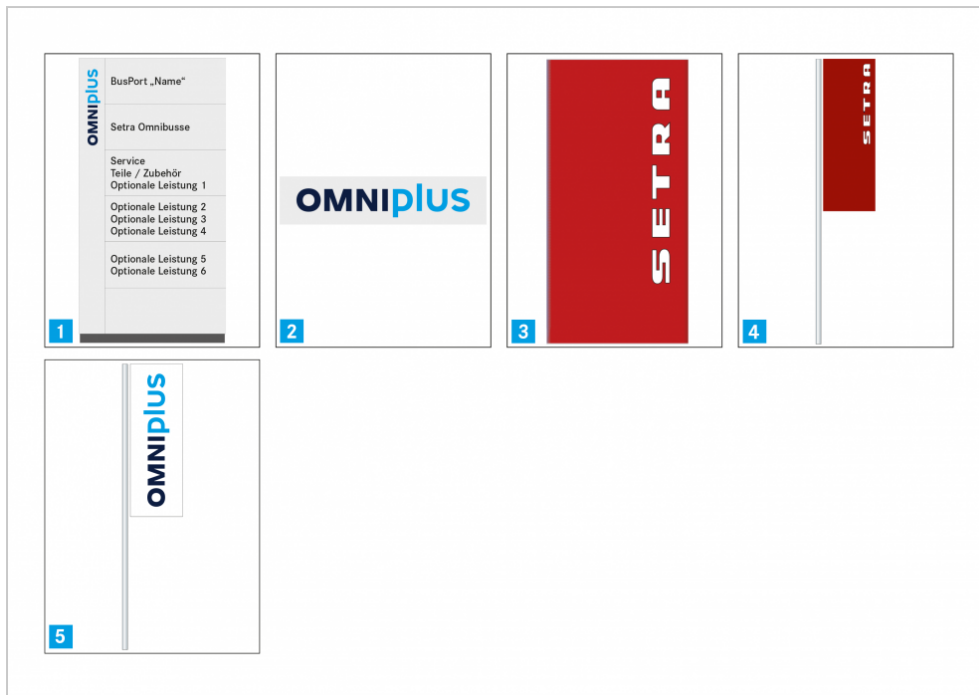 OMNIplus
BusPort „Name“
Setra Omnibusse
Service
Teile / Zubehör
Optionale Leistung 1
Optionale Leistung 2
Optionale Leistung 3
Optionale Leistung 4
Optionale Leistung 5
Optionale Leistung 6
1
OMNIplus
2
SETRA
3
SETRA
4
OMNIplus
5